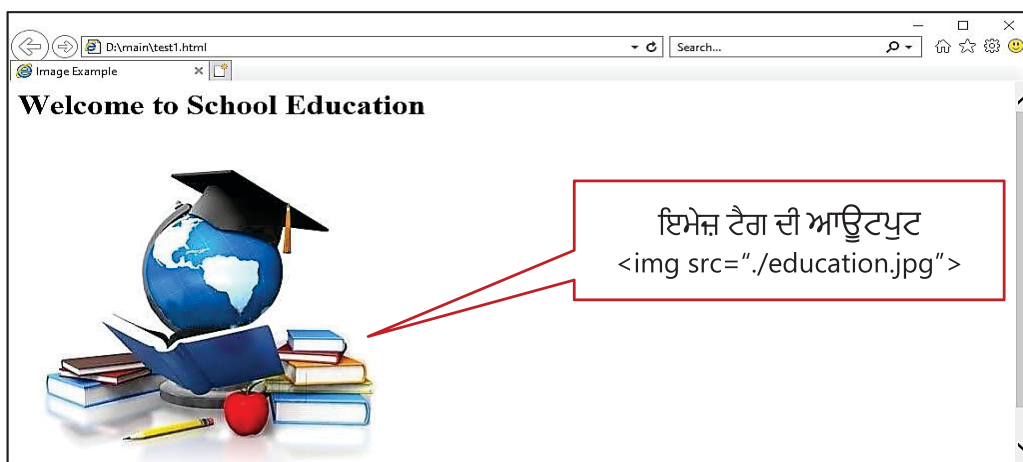 D:\main\test1.html
Search...
Image Example
Welcome to School Education
ਇਮੇਜ਼ ਟੈਗ ਦੀ ਆਊਟਪੁਟ
<img src=“./education.jpg”>